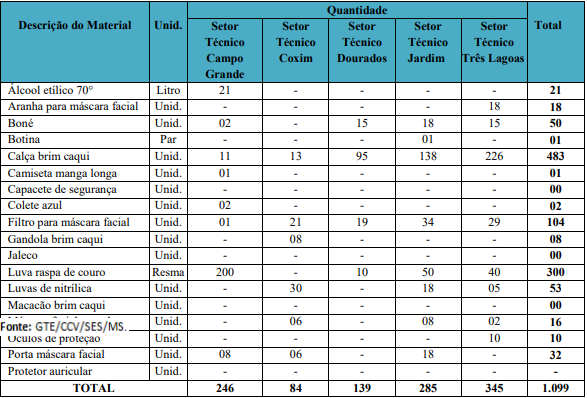 Descrição do Material Unid. Quantidade Total
Setor Técnico Campo Grande Setor Técnico Coxim Setor Técnico Dourados Setor Técnico Jardim Setor Técnico Três Lagoas
Álcool etílico 70° Litro 21 - - - - 21
Aranha para máscara facial Unid. - - - - 18 18
Boné Unid. 02 - 15 18 15 50
Botina Par - - - 01 - 01
Calça brim caqui Unid. 11 13 95 138 226 483
Camiseta manga longa Unid. 01 - - - - 01
Capacete de segurança Unid. - - - - - 00
Colete azul Unid. 02 - - - - 02
Filtro para máscara facial Unid. 01 21 19 34 29 104
Gandola brim caqui Unid. - 08 - - - 08
Jaleco Unid. - - - - - 00
Luva raspa de couro Resma 200 - 10 50 40 300
Luvas de nitrílica Unid. - 30 - 18 05 53
Macacão brim caqui Unid. - - - - - 00
Unid. - 06 - 08 02 16
Fonte: GTE/CCV/SES/MS.
Óculos de proteção Unid. - - - - 10 10
Porta máscara facial Unid. 08 06 - 18 - 32
Protetor auricular Unid. - - - - - -
TOTAL 246 84 139 285 345 1.099